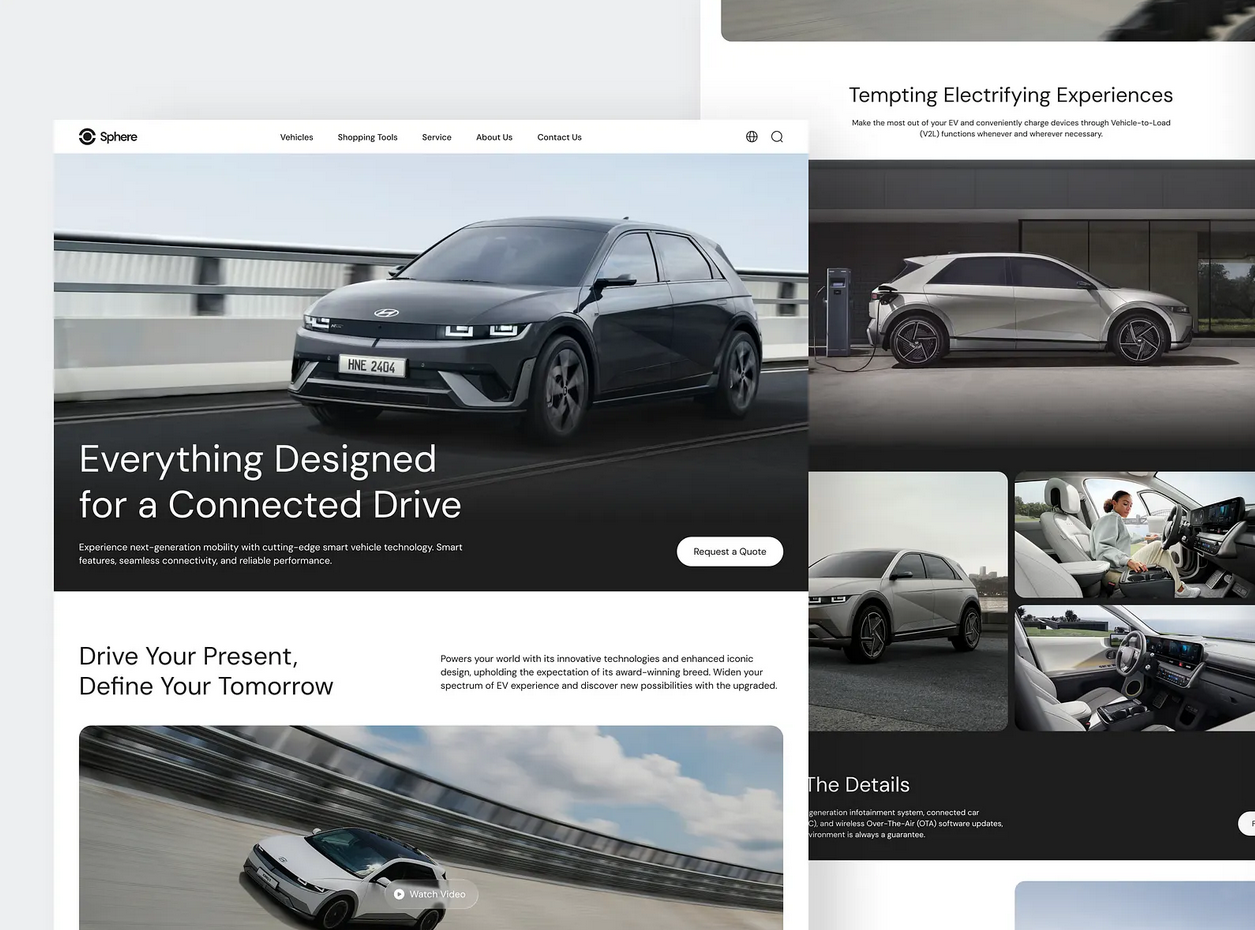 Sphere
Vehicles
Shopping Tools
Service
About Us
Contact Us
HNE 2404
Everything Designed
for a Connected Drive
Experience next-generation mobility with cutting-edge smart vehicle technology. Smart
features, seamless connectivity, and reliable performance.
Request a Quote
Drive Your Present,
Define Your Tomorrow
Powers your world with its innovative technologies and enhanced iconic
design, upholding the expectation of its award-winning breed. Widen your
spectrum of EV experience and discover new possibilities with the upgraded.
Watch Video
Tempting Electrifying Experiences
Make the most out of your EV and conveniently charge devices through Vehicle-to-Load
(V2L) functions whenever and wherever necessary.
The Details
generation infotainment system, connected car
C), and wireless Over-The-Air (OTA) software updates,
vironment is always a guarantee.